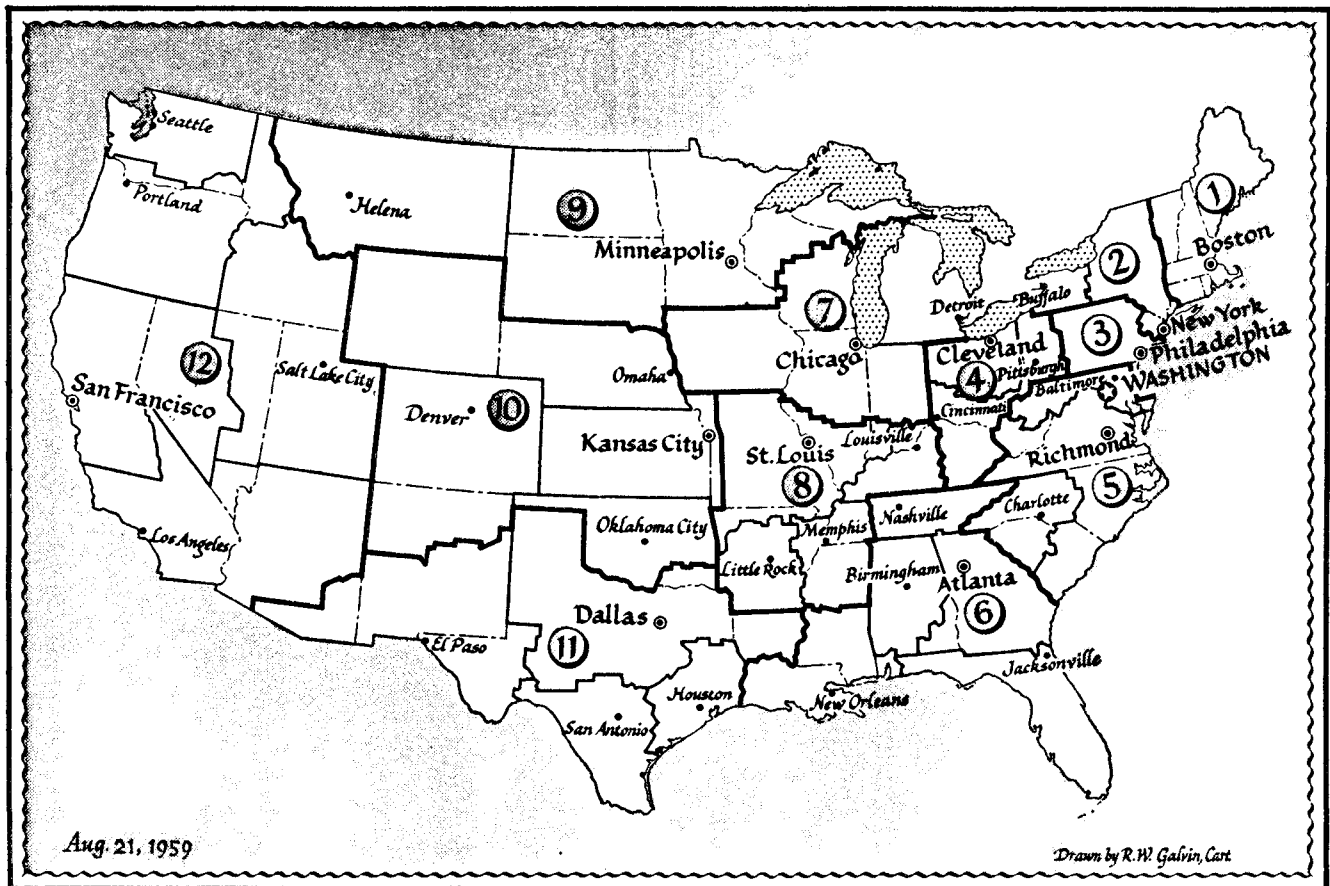 Seattle
Portland
Helena
9
Minneapolis
1
Boston
2
Detroit
Buffalo
7
Chicago
Cleveland
3
New York
Philadelphia
Pittsburgh
4
Baltimore
WASHINGTON
Cincinnati
12
Salt Lake City
San Francisco
Omaha
Denver
10
Kansas City
St. Louis
Louisville
8
Richmond
5
Los Angeles
Oklahoma City
Memphis
Nashville
Charlotte
Little Rock
Birmingham
Atlanta
6
Dallas
11
El Paso
Jacksonville
Houston
New Orleans
San Antonio
Aug. 21, 1959
Drawn by R.W. Galvin, Cart.